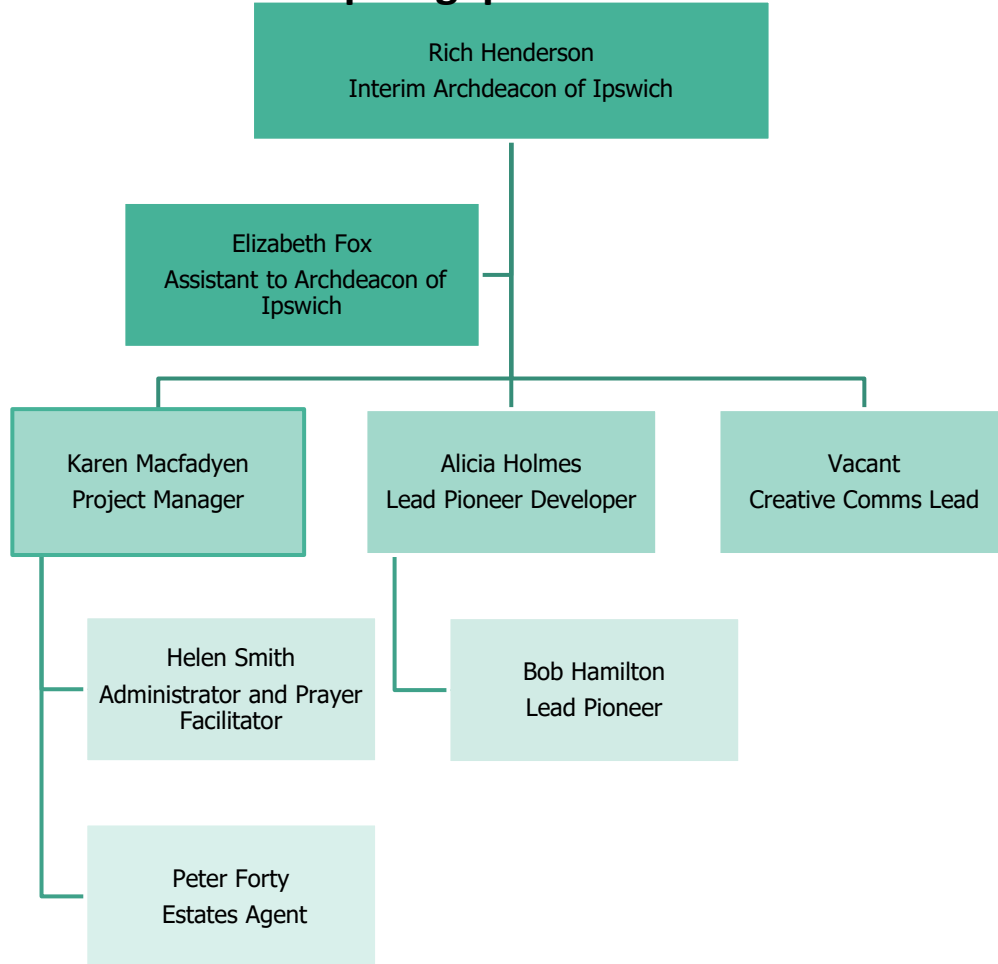 Rich Henderson
Interim Archdeacon of Ipswich
Elizabeth Fox
Assistant to Archdeacon of
Ipswich
Karen Macfadyen
Project Manager
Alicia Holmes
Lead Pioneer Developer
Vacant
Creative Comms Lead
Helen Smith
Administrator and Prayer
Facilitator
Bob Hamilton
Lead Pioneer
Peter Forty
Estates Agent